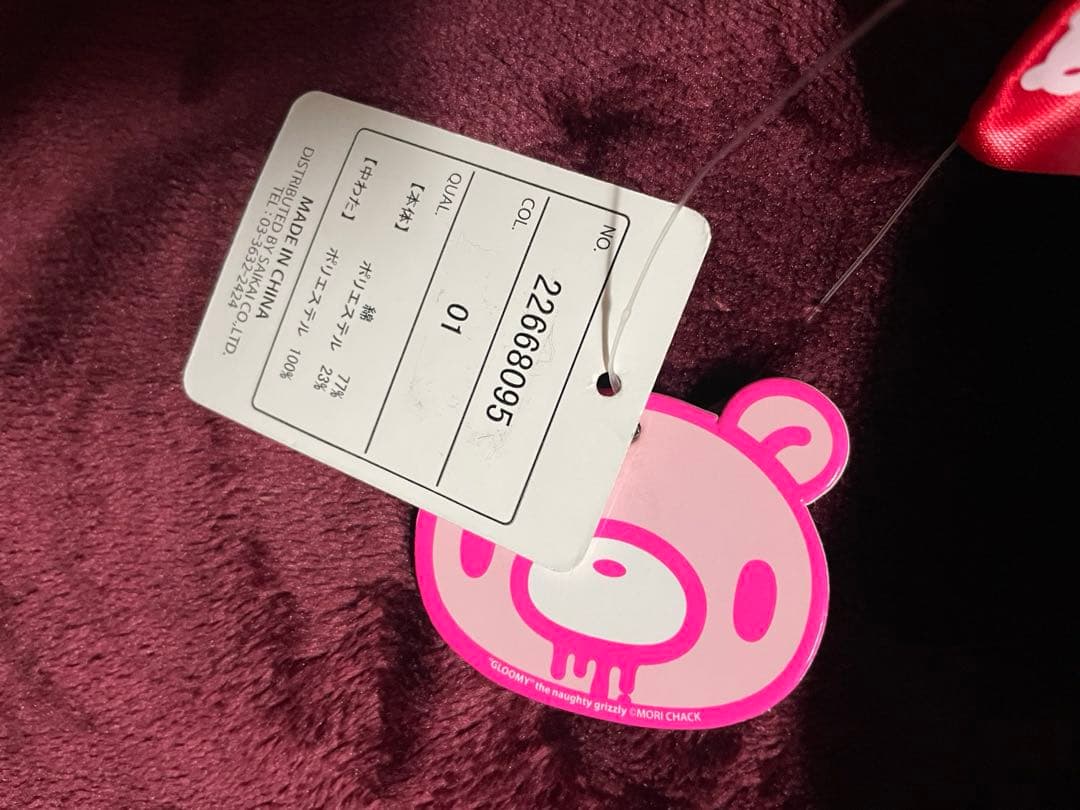 NO. 22668095
COL. 01
QUAL.
【本体】 綿 77%
ポリエステル 23%
【中わた】 ポリエステル 100%
MADE IN CHINA
DISTRIBUTED BY SAIKAI CO.,LTD.
TEL : 03-3632-2424
"GLOOMY" the naughty grizzly ©MORI CHACK